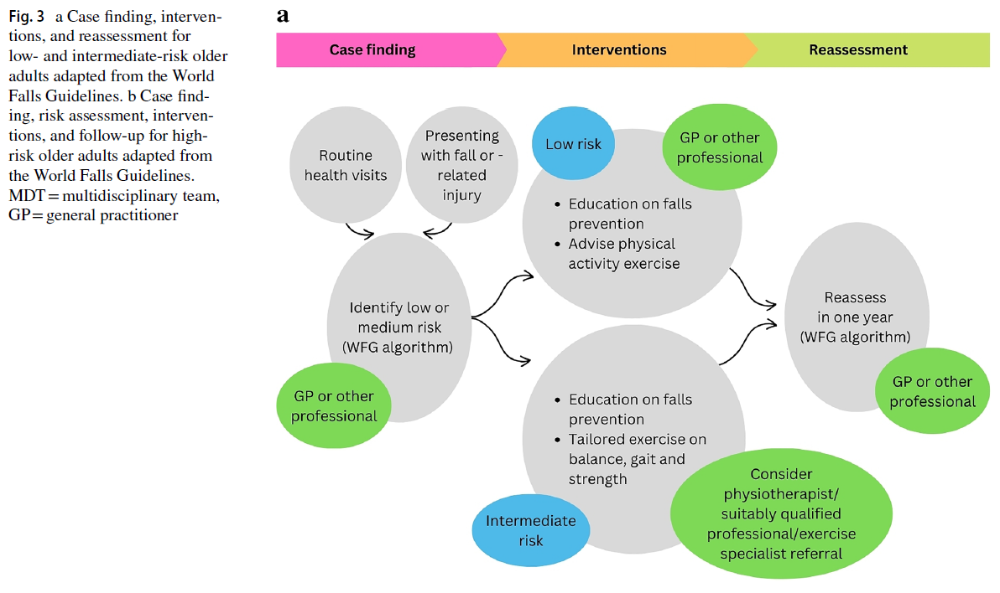 Fig. 3 a Case finding, interven-
tions, and reassessment for
low- and intermediate-risk older
adults adapted from the World
Falls Guidelines. b Case find-
ing, risk assessment, interven-
tions, and follow-up for high-
risk older adults adapted from
the World Falls Guidelines.
MDT = multidisciplinary team,
GP = general practitioner
a
Case finding
Interventions
Reassessment
Routine
health visits
Presenting
with fall or -
related
injury
Identify low or
medium risk
(WFG algorithm)
GP or other
professional
Low risk
GP or other
professional
• Education on falls
prevention
• Advise physical
activity exercise
• Education on falls
prevention
• Tailored exercise on
balance, gait and
strength
Intermediate
risk
Consider
physiotherapist/
suitably qualified
professional/exercise
specialist referral
Reassess
in one year
(WFG algorithm)
GP or other
professional